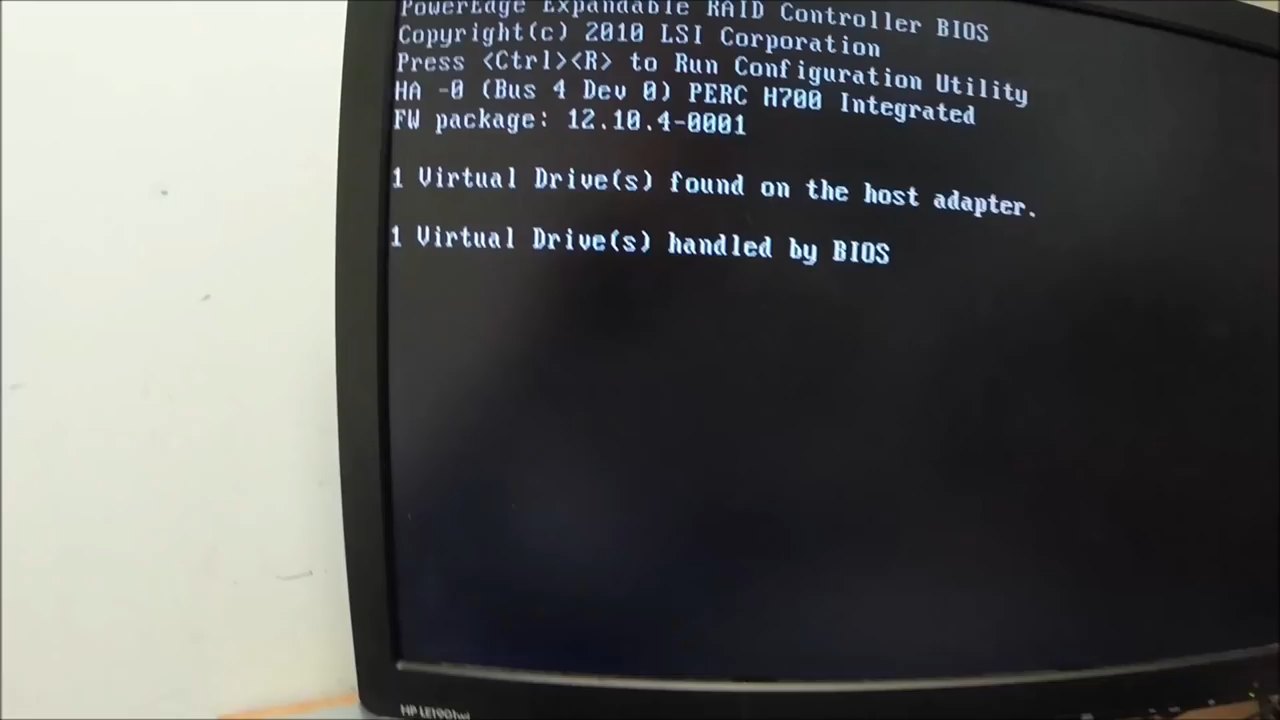 PowerEdge Expandable RAID Controller BIOS
Copyright(c) 2010 LSI Corporation
Press <Ctrl><R> to Run Configuration Utility
HA -0 (Bus 4 Dev 0) PERC H700 Integrated
FW package: 12.10.4-0001
1 Virtual Drive(s) found on the host adapter.
1 Virtual Drive(s) handled by BIOS
HP LE1901wi